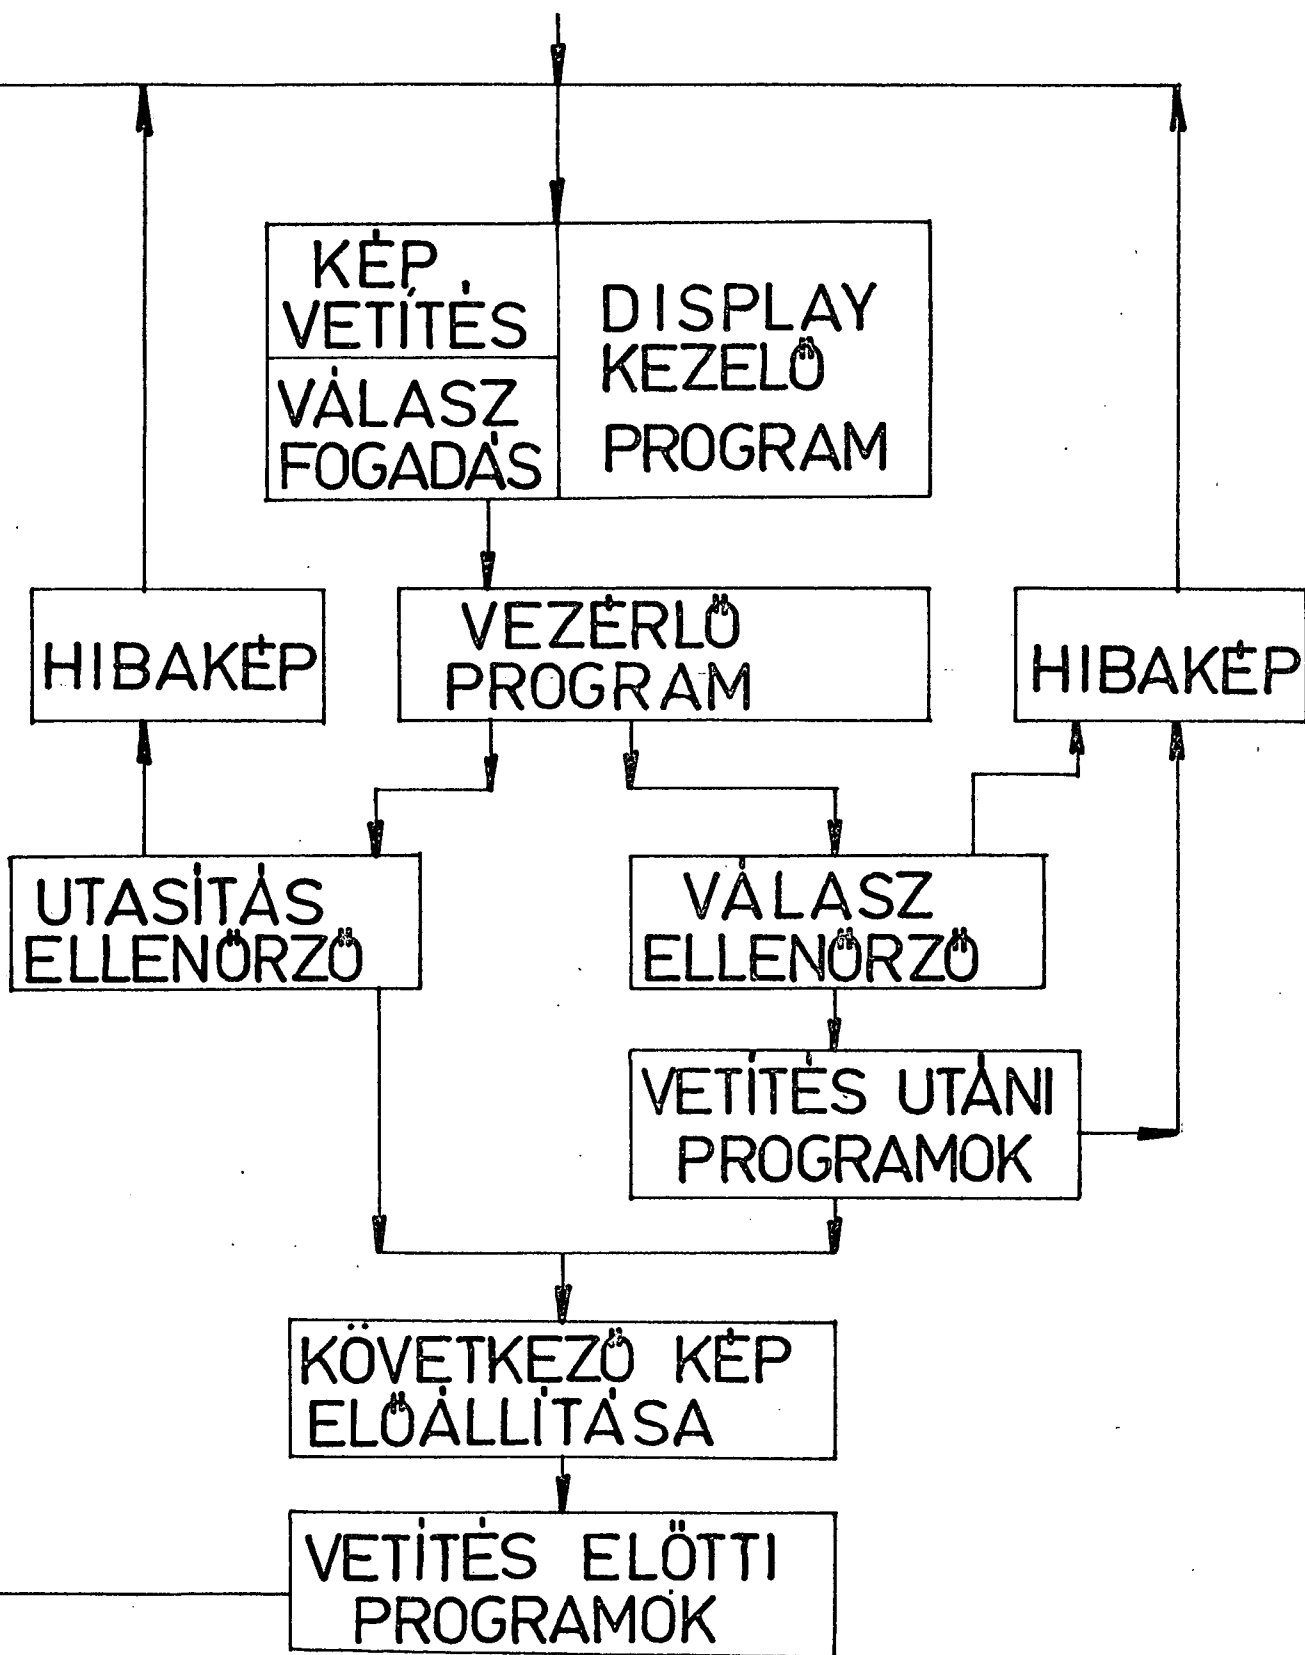 KÉP
VETÍTÉS
VÁLASZ
FOGADÁS
DISPLAY
KEZELŐ
PROGRAM
HIBAKÉP
VEZÉRLŐ
PROGRAM
HIBAKÉP
UTASÍTÁS
ELLENŐRZŐ
VÁLASZ
ELLENŐRZŐ
VETÍTÉS UTÁNI
PROGRAMOK
KÖVETKEZŐ KÉP
ELŐÁLLÍTÁSA
VETÍTÉS ELŐTTI
PROGRAMOK